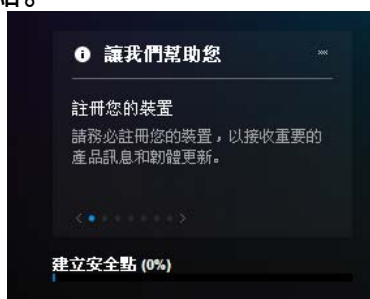 讓我們幫助您
註冊您的裝置
請務必註冊您的裝置，以接收重要的
產品訊息和韌體更新。
建立安全點 (0%)